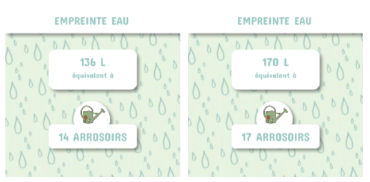 EMPREINTE EAU
136 L
équivalent à
14 ARROSOIRS
EMPREINTE EAU
170 L
équivalent à
17 ARROSOIRS